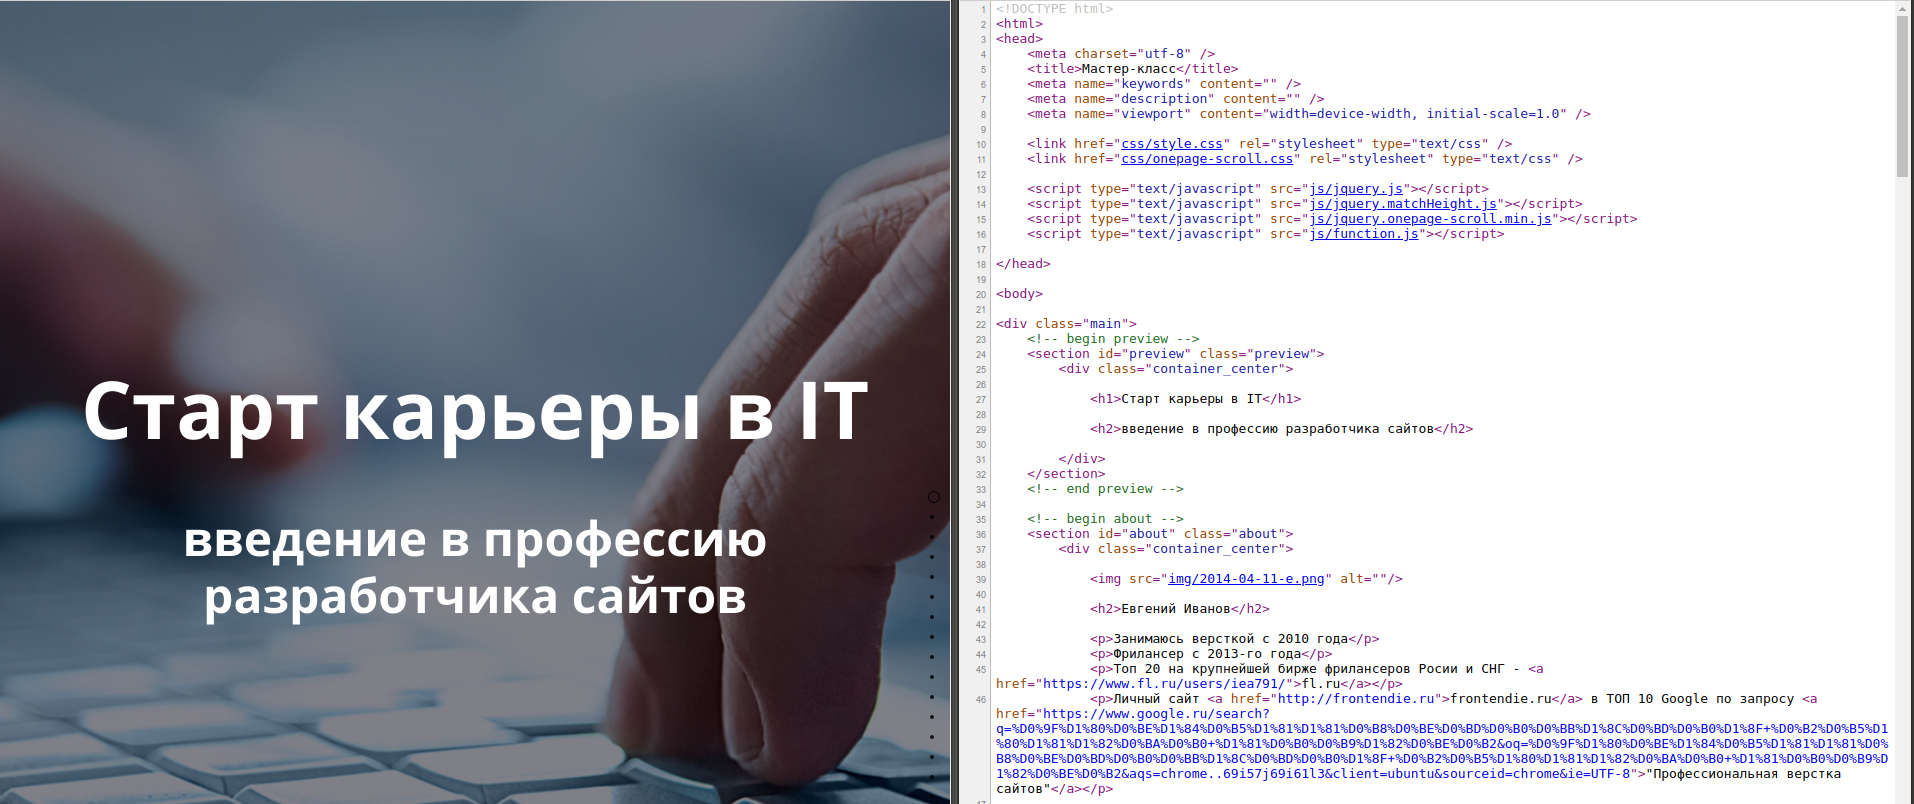 Старт карьеры в IT
введение в профессию
разработчика сайтов
1 <!DOCTYPE html>
2 <html>
3 <head>
4 <meta charset="utf-8" />
5 <title>Мастер-класс</title>
6 <meta name="keywords" content="" />
7 <meta name="description" content="" />
8 <meta name="viewport" content="width=device-width, initial-scale=1.0" />
9
10 <link href="css/style.css" rel="stylesheet" type="text/css" />
11 <link href="css/onepage-scroll.css" rel="stylesheet" type="text/css" />
12
13 <script type="text/javascript" src="js/jquery.js"></script>
14 <script type="text/javascript" src="js/jquery.matchHeight.js"></script>
15 <script type="text/javascript" src="js/jquery.onepage-scroll.min.js"></script>
16 <script type="text/javascript" src="js/function.js"></script>
17
18 </head>
19
20 <body>
21
22 <div class="main">
23 <!-- begin preview -->
24 <section id="preview" class="preview">
25 <div class="container_center">
26
27 <h1>Старт карьеры в IT</h1>
28
29 <h2>введение в профессию разработчика сайтов</h2>
30
31 </div>
32 </section>
33 <!-- end preview -->
34
35 <!-- begin about -->
36 <section id="about" class="about">
37 <div class="container_center">
38
39 <img src="img/2014-04-11-e.png" alt=""/>
40
41 <h2>Евгений Иванов</h2>
42
43 <p>Занимаюсь версткой с 2010 года</p>
44 <p>Фрилансер с 2013-го года</p>
45 <p>Топ 20 на крупнейшей бирже фрилансеров Росии и СНГ - <a
href="https://www.fl.ru/users/iea791/">fl.ru</a></p>
46 <p>Личный сайт <a href="http://frontendie.ru">frontendie.ru</a> в ТОП 10 Google по запросу <a
href="https://www.google.ru/search?
q=%D0%9F%D1%80%D0%BE%D1%84%D0%B5%D1%81%D1%81%D0%B8%D0%BE%D0%BD%D0%B0%D0%BB%D1%8C%D0%BD%D0%B0%D1%8F+%D0%B2%D0%B5%D1
%80%D1%81%D1%82%D0%BA%D0%B0+%D1%81%D0%B0%D0%B9%D1%82%D0%BE%D0%B2&oq=%D0%9F%D1%80%D0%BE%D1%84%D0%B5%D1%81%D1%81%D0%
B8%D0%BE%D0%BD%D0%B0%D0%BB%D1%8C%D0%BD%D0%B0%D1%8F+%D0%B2%D0%B5%D1%80%D1%81%D1%82%D0%BA%D0%B0+%D1%81%D0%B0%D0%B9%D
1%82%D0%BE%D0%B2&aqs=chrome..69i57j69i61l3&client=ubuntu&sourceid=chrome&ie=UTF-8">"Профессиональная верстка
сайтов"</a></p>